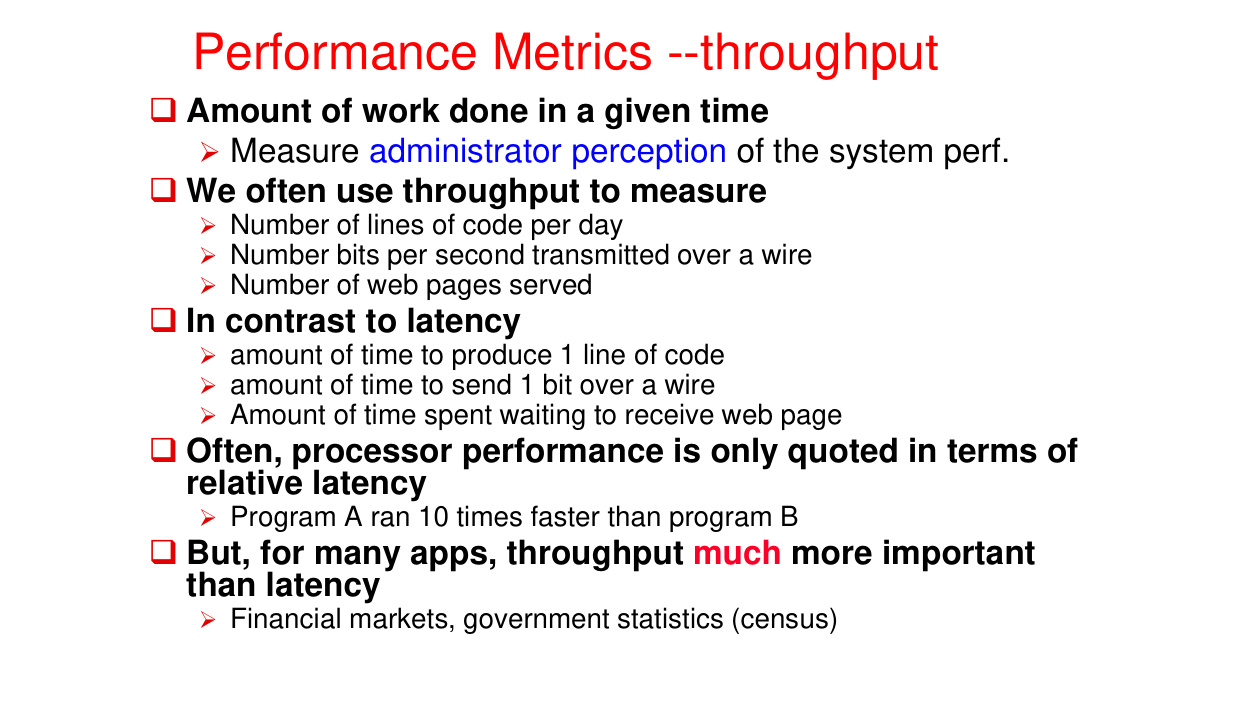 Performance Metrics --throughput
❑ Amount of work done in a given time
➢ Measure administrator perception of the system perf.
❑ We often use throughput to measure
➢ Number of lines of code per day
➢ Number bits per second transmitted over a wire
➢ Number of web pages served
❑ In contrast to latency
➢ amount of time to produce 1 line of code
➢ amount of time to send 1 bit over a wire
➢ Amount of time spent waiting to receive web page
❑ Often, processor performance is only quoted in terms of
relative latency
➢ Program A ran 10 times faster than program B
❑ But, for many apps, throughput much more important
than latency
➢ Financial markets, government statistics (census)